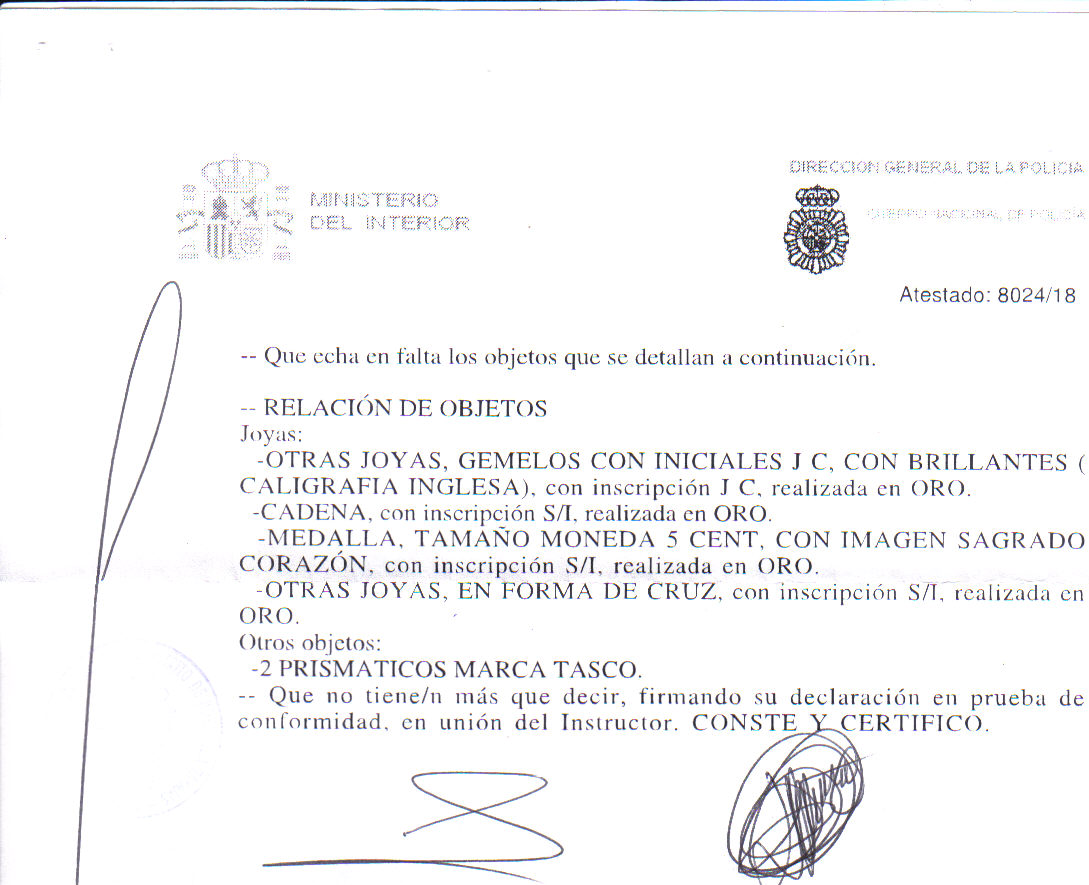 MINISTERIO
DEL INTERIOR
DIRECCION GENERAL DE LA POLICIA
CUERPO NACIONAL DE POLICÍA
Atestado: 8024/18
-- Que echa en falta los objetos que se detallan a continuación.
-- RELACIÓN DE OBJETOS
Joyas:
-OTRAS JOYAS, GEMELOS CON INICIALES J C, CON BRILLANTES (
CALIGRAFIA INGLESA), con inscripción J C, realizada en ORO.
-CADENA, con inscripción S/I, realizada en ORO.
-MEDALLA, TAMAÑO MONEDA 5 CENT, CON IMAGEN SAGRADO
CORAZÓN, con inscripción S/I, realizada en ORO.
-OTRAS JOYAS, EN FORMA DE CRUZ, con inscripción S/I, realizada en
ORO.
Otros objetos:
-2 PRISMATICOS MARCA TASCO.
-- Que no tiene/n más que decir, firmando su declaración en prueba de
conformidad, en unión del Instructor. CONSTE Y CERTIFICO.